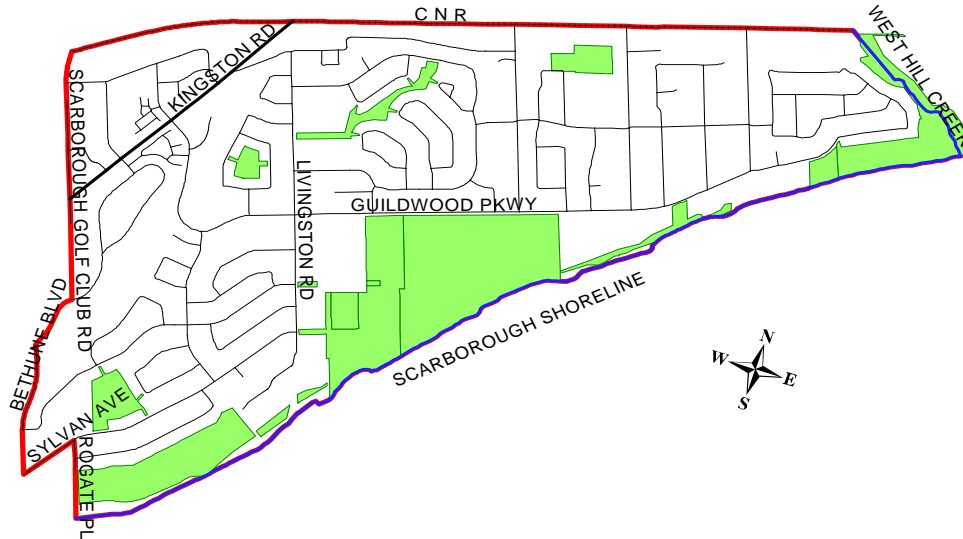 CNR
WEST HILL CREEK
KINGSTON RD
SCARBOROUGH GOLF CLUB RD
LIVINGSTON RD
GUILDWOOD PKWY
BETHUNE BLVD
SCARBOROUGH SHORELINE
SYLVAN AVE
ROGATE PL
N
W
E
S